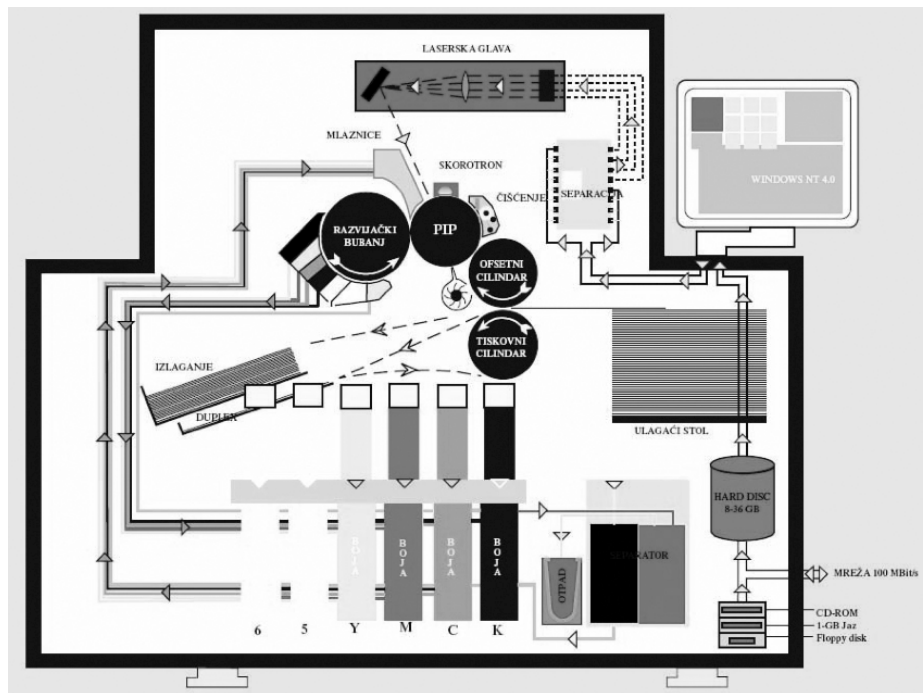 LASERSKA GLAVA
MLAZNICE
SKOROTRON
ČIŠĆENJE
SEPARACIJA
WINDOWS NT 4.0
RAZVIJAČKI
BUBANJ
PIP
OFSETNI
CILINDAR
TISKOVNI
CILINDAR
IZLAGANJE
DUPLEX
ULAGAĆI STOL
HARD DISC
8-36 GB
BOJA
BOJA
BOJA
BOJA
OTPAD
SEPARATOR
MREŽA 100 MBit/s
CD-ROM
1-GB Jaz
Floppy disk
6 5 Y M C K